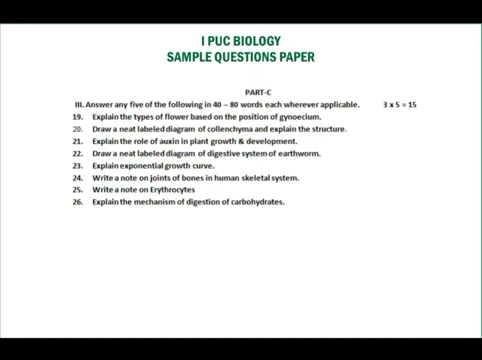 I PUC BIOLOGY
SAMPLE QUESTIONS PAPER
PART-C
III. Answer any five of the following in 40 – 80 words each wherever applicable. 3 x 5 = 15
19. Explain the types of flower based on the position of gynoecium.
20. Draw a neat labeled diagram of collenchyma and explain the structure.
21. Explain the role of auxin in plant growth & development.
22. Draw a neat labeled diagram of digestive system of earthworm.
23. Explain exponential growth curve.
24. Write a note on joints of bones in human skeletal system.
25. Write a note on Erythrocytes
26. Explain the mechanism of digestion of carbohydrates.